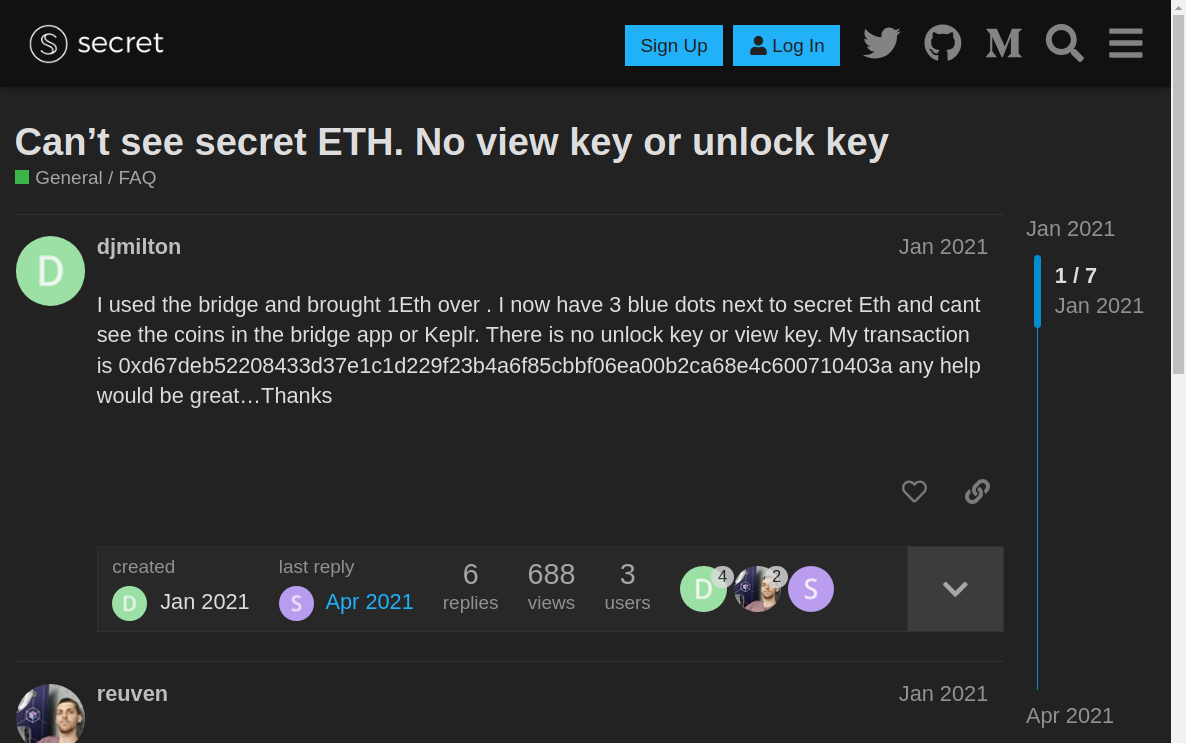 secret
Sign Up
Log In
Can’t see secret ETH. No view key or unlock key
General / FAQ
Jan 2021
1 / 7
Jan 2021
D
djmilton
Jan 2021
I used the bridge and brought 1Eth over . I now have 3 blue dots next to secret Eth and cant
see the coins in the bridge app or Keplr. There is no unlock key or view key. My transaction
is 0xd67deb52208433d37e1c1d229f23b4a6f85cbbf06ea00b2ca68e4c600710403a any help
would be great…Thanks
created
last reply
6
688
3
D
4
2
S
D
Jan 2021
S
Apr 2021
replies
views
users
reuven
Jan 2021
Apr 2021